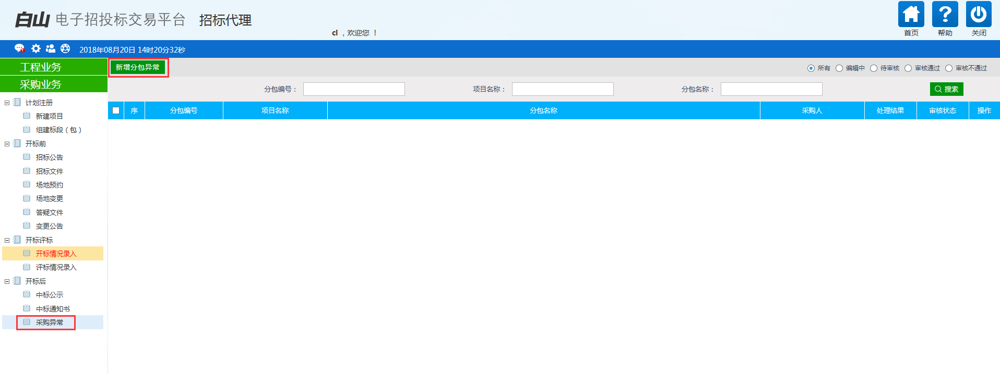 白山 电子招投标交易平台 招标代理
cl ，欢迎您 ！
首页 帮助 关闭
2018年08月20日 14时20分32秒
工程业务
采购业务
计划注册
新建项目
组建标段（包）
开标前
招标公告
招标文件
场地预约
场地变更
答疑文件
变更公告
开标评标
开标情况录入
评标情况录入
开标后
中标公示
中标通知书
采购异常
新增分包异常
所有 编辑中 待审核 审核通过 审核不通过
分包编号： 项目名称： 分包名称： 搜索
序 分包编号 项目名称 分包名称 采购人 处理结果 审核状态 操作